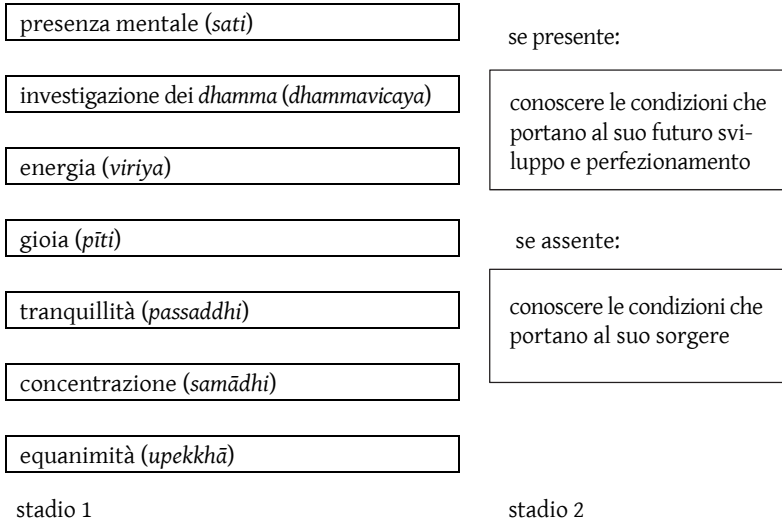 presenza mentale (sati)
investigazione dei dhamma (dhammavicaya)
energia (viriya)
gioia (pīti)
tranquillità (passaddhi)
concentrazione (samādhi)
equanimità (upekkhā)
stadio 1
se presente:
conoscere le condizioni che
portano al suo futuro svi-
luppo e perfezionamento
se assente:
conoscere le condizioni che
portano al suo sorgere
stadio 2